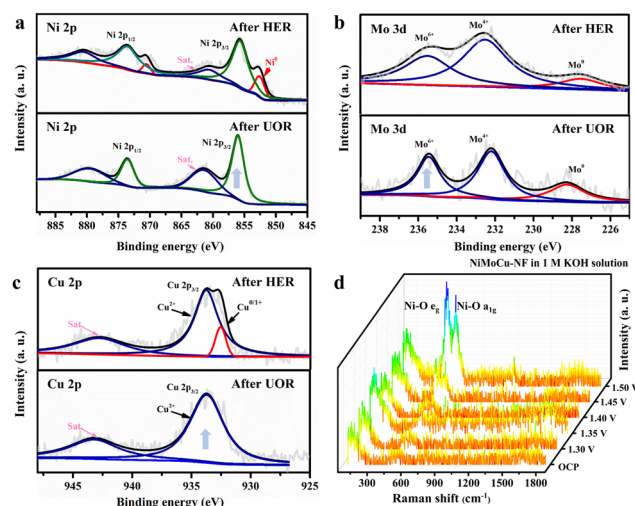 a
Ni 2p
After HER
Ni 2p1/2
Ni 2p3/2
Sat.
Ni0
Ni 2p
After UOR
Ni 2p1/2
Ni 2p3/2
Sat.
Intensity (a. u.)
885 880 875 870 865 860 855 850 845
Binding energy (eV)
b
Mo 3d
After HER
Mo6+
Mo4+
Mo0
Mo 3d
After UOR
Mo6+
Mo4+
Mo0
Intensity (a. u.)
238 236 234 232 230 228 226
Binding energy (eV)
c
Cu 2p
After HER
Cu 2p3/2
Cu2+
Cu0/1+
Sat.
Cu 2p
After UOR
Cu 2p3/2
Cu2+
Sat.
Intensity (a. u.)
945 940 935 930 925
Binding energy (eV)
NiMoCu-NF in 1 M KOH solution
d
Ni-O eg
Ni-O a1g
Intensity (a. u.)
1.50 V
1.45 V
1.40 V
1.35 V
1.30 V
OCP
300 600 900 1200 1500 1800
Raman shift (cm-1)